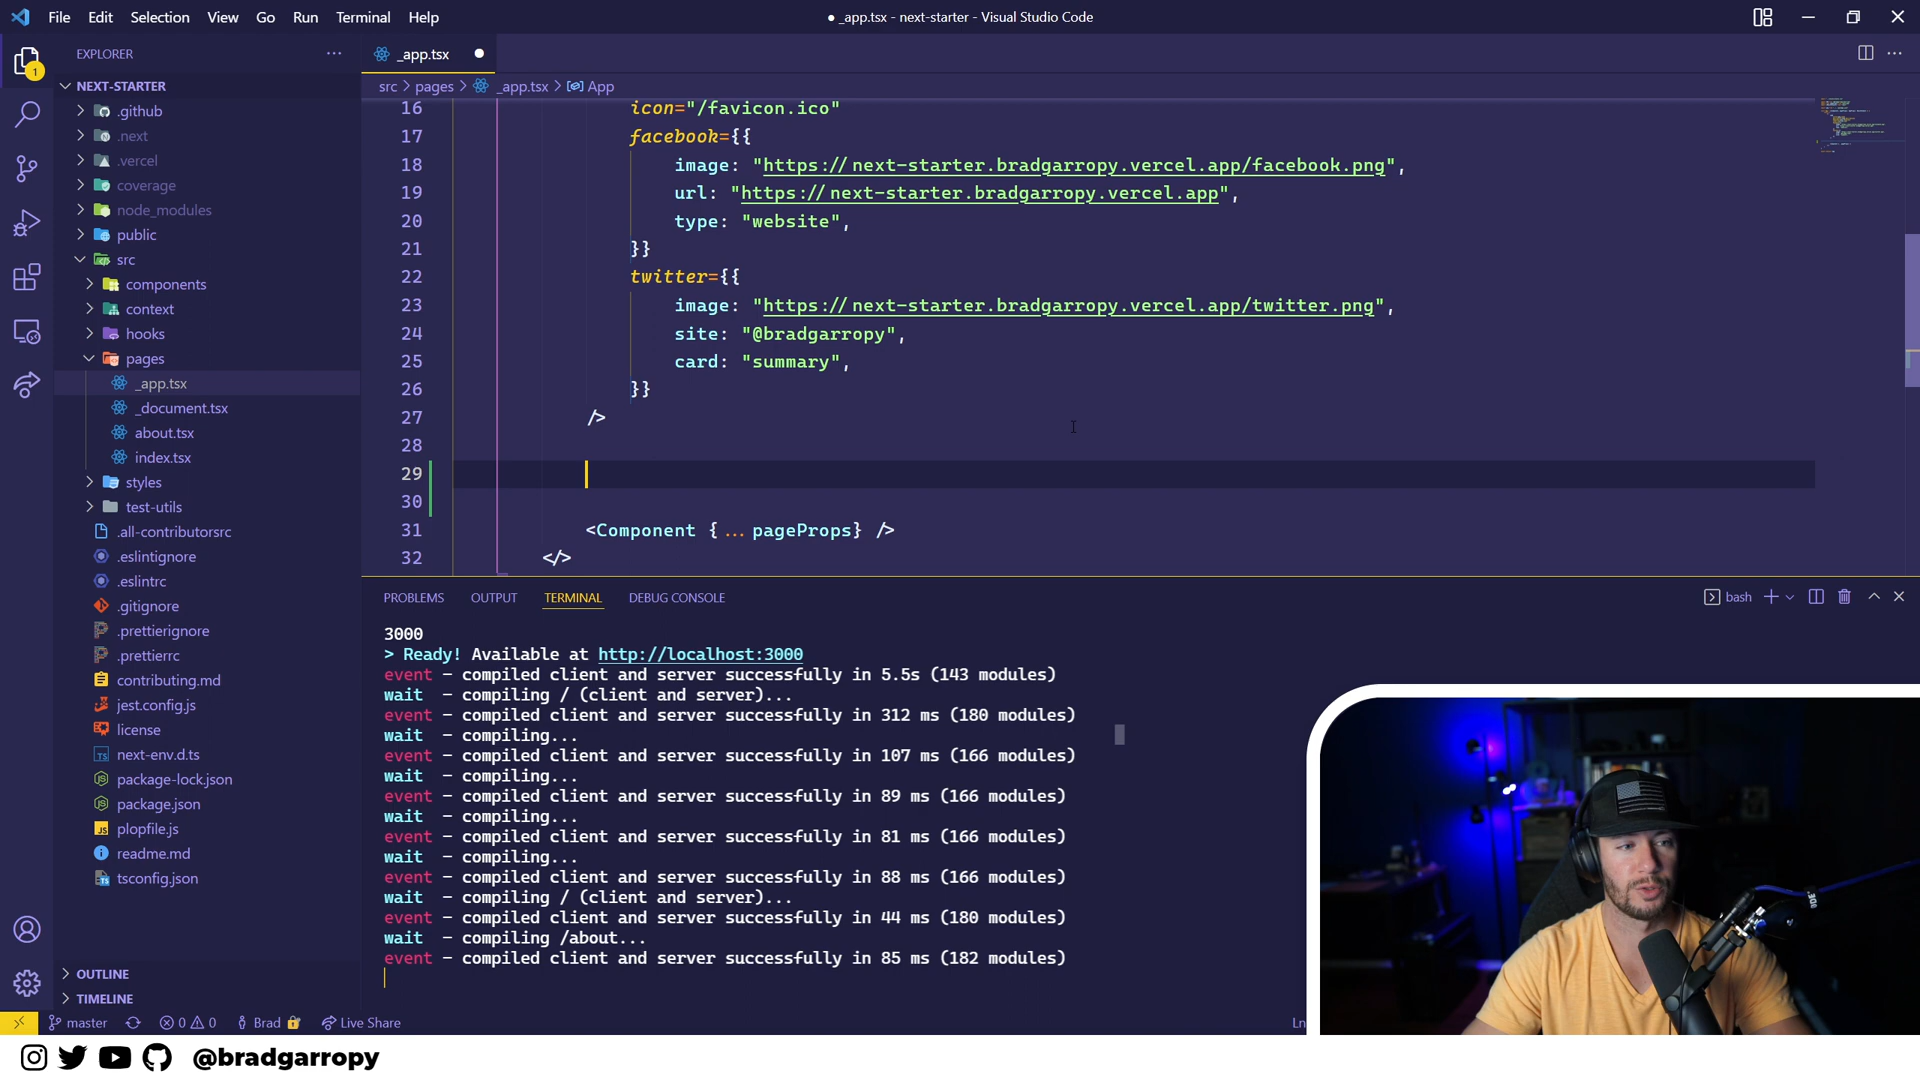 File Edit Selection View Go Run Terminal Help
● _app.tsx - next-starter - Visual Studio Code
EXPLORER
1
NEXT-STARTER
.github
.next
.vercel
coverage
node_modules
public
src
components
context
hooks
pages
_app.tsx
_document.tsx
about.tsx
index.tsx
styles
test-utils
.all-contributorsrc
.eslintignore
.eslintrc
.gitignore
.prettierignore
.prettierrc
contributing.md
jest.config.js
license
next-env.d.ts
package-lock.json
package.json
plopfile.js
readme.md
tsconfig.json
OUTLINE
TIMELINE
_app.tsx
src > pages > _app.tsx > App
16 icon="/favicon.ico"
17 facebook={{
18 image: "https://next-starter.bradgarropy.vercel.app/facebook.png",
19 url: "https://next-starter.bradgarropy.vercel.app",
20 type: "website",
21 }}
22 twitter={{
23 image: "https://next-starter.bradgarropy.vercel.app/twitter.png",
24 site: "@bradgarropy",
25 card: "summary",
26 }}
27 />
28
29
30
31 <Component {...pageProps} />
32 </>
PROBLEMS OUTPUT TERMINAL DEBUG CONSOLE
bash
3000
> Ready! Available at http://localhost:3000
event - compiled client and server successfully in 5.5s (143 modules)
wait - compiling / (client and server)...
event - compiled client and server successfully in 312 ms (180 modules)
wait - compiling...
event - compiled client and server successfully in 107 ms (166 modules)
wait - compiling...
event - compiled client and server successfully in 89 ms (166 modules)
wait - compiling...
event - compiled client and server successfully in 81 ms (166 modules)
wait - compiling...
event - compiled client and server successfully in 88 ms (166 modules)
wait - compiling / (client and server)...
event - compiled client and server successfully in 44 ms (180 modules)
wait - compiling /about...
event - compiled client and server successfully in 85 ms (182 modules)
master 0 0 Brad Live Share
Ln
@bradgarropy